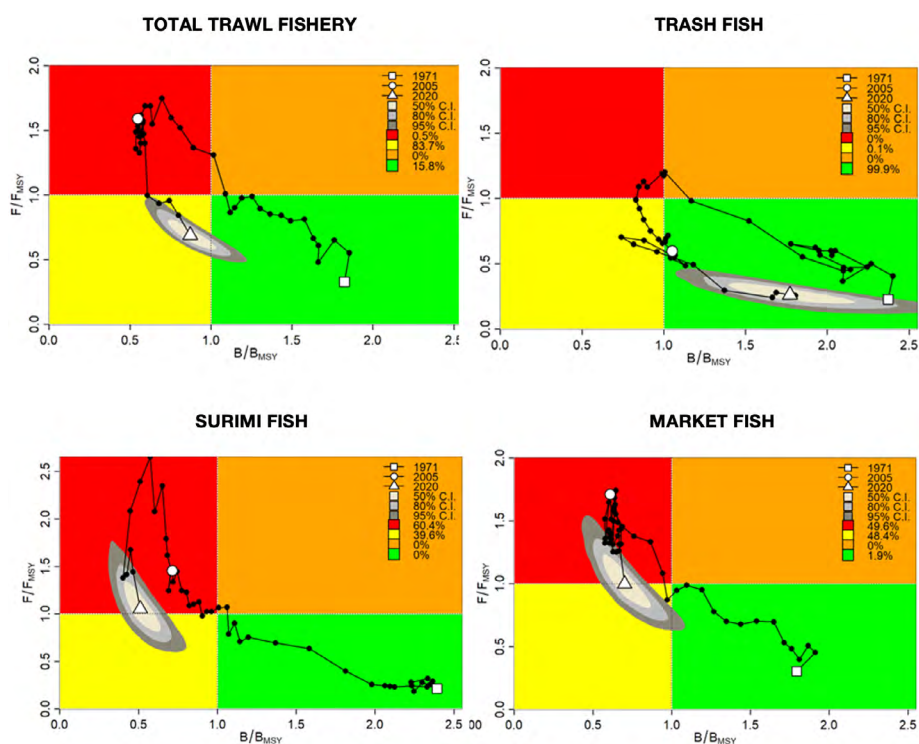 TOTAL TRAWL FISHERY
2.0
1.5
1.0
0.5
0.0
F/FMSY
0.0 0.5 1.0 1.5 2.0 2.5
B/BMSY
1971
2005
2020
50% C.I.
80% C.I.
95% C.I.
0.5%
83.7%
0%
15.8%
TRASH FISH
2.0
1.5
1.0
0.5
0.0
F/FMSY
0.0 0.5 1.0 1.5 2.0 2.5
B/BMSY
1971
2005
2020
50% C.I.
80% C.I.
95% C.I.
0%
0.1%
0%
99.9%
SURIMI FISH
2.5
2.0
1.5
1.0
0.5
0.0
F/FMSY
0.0 0.5 1.0 1.5 2.0 2.5
B/BMSY
1971
2005
2020
50% C.I.
80% C.I.
95% C.I.
60.4%
39.6%
0%
0%
MARKET FISH
2.0
1.5
1.0
0.5
0.0
F/FMSY
0.0 0.5 1.0 1.5 2.0 2.5
B/BMSY
1971
2005
2020
50% C.I.
80% C.I.
95% C.I.
49.6%
48.4%
0%
1.9%